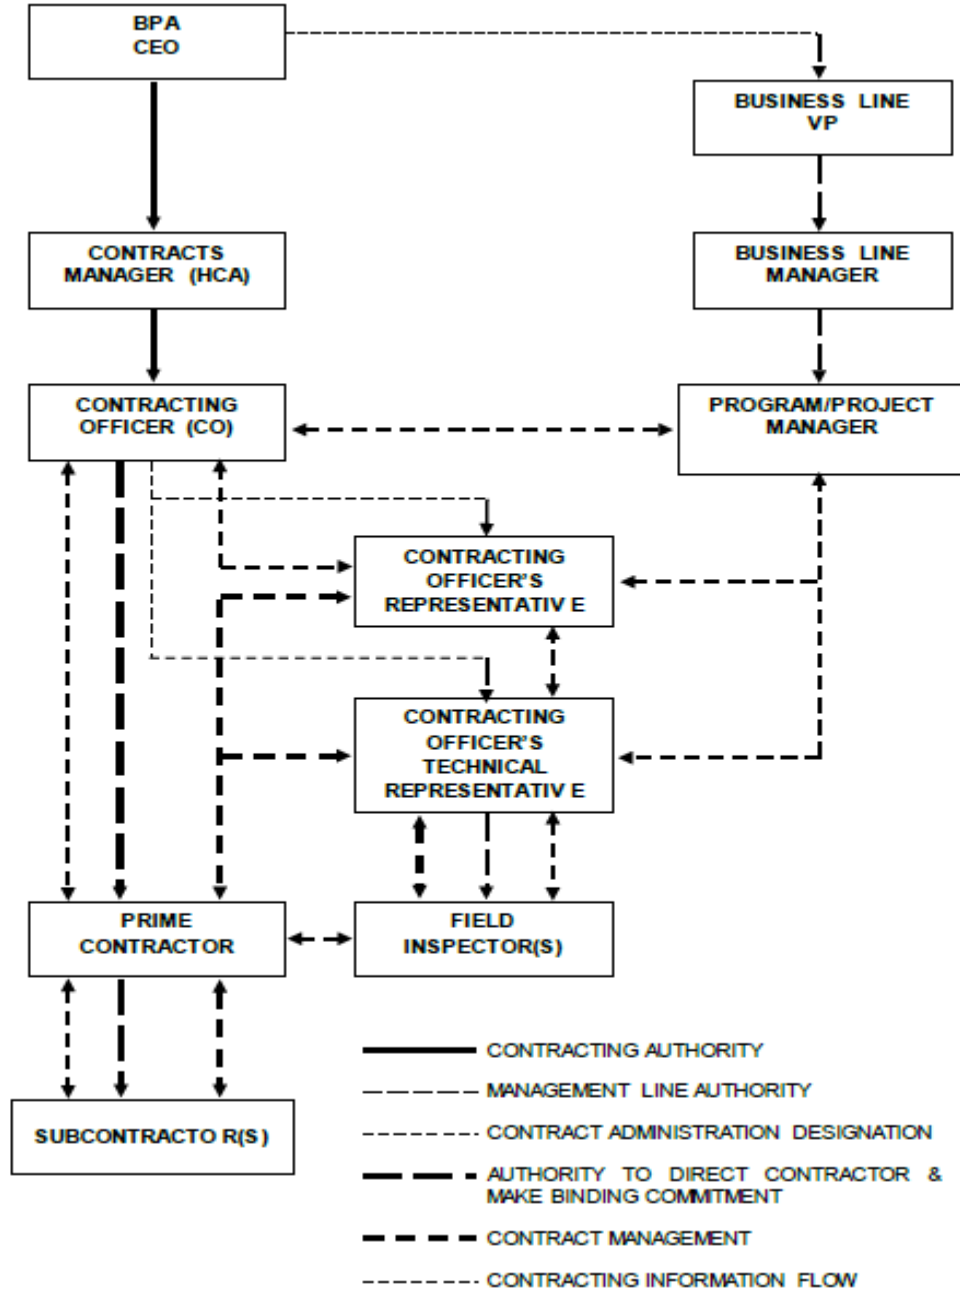 BPA
CEO
BUSINESS LINE
VP
CONTRACTS
MANAGER (HCA)
BUSINESS LINE
MANAGER
CONTRACTING
OFFICER (CO)
PROGRAM/PROJECT
MANAGER
CONTRACTING
OFFICER'S
REPRESENTATIV E
CONTRACTING
OFFICER'S
TECHNICAL
REPRESENTATIV E
PRIME
CONTRACTOR
FIELD
INSPECTOR(S)
SUBCONTRACTO R(S)
CONTRACTING AUTHORITY
MANAGEMENT LINE AUTHORITY
CONTRACT ADMINISTRATION DESIGNATION
AUTHORITY TO DIRECT CONTRACTOR &
MAKE BINDING COMMITMENT
CONTRACT MANAGEMENT
CONTRACTING INFORMATION FLOW